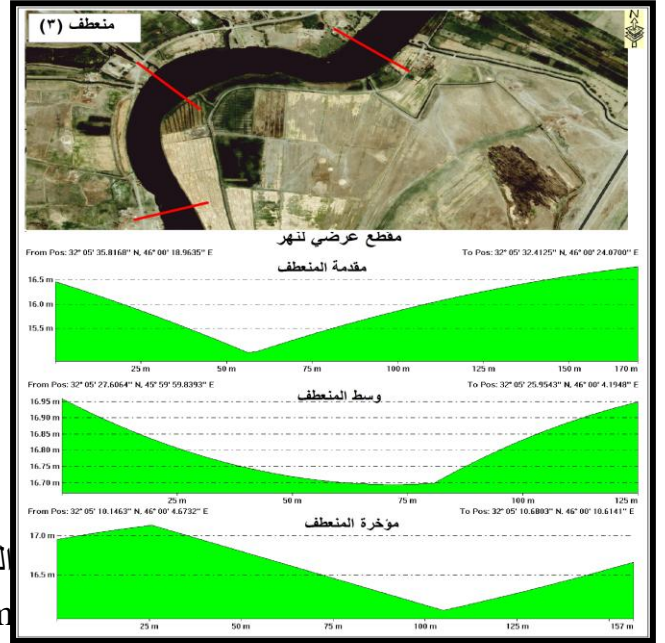 منعطف (٣)
N
مقطع عرضي لنهر
From Pos: 32° 05' 35.8168" N, 46° 00' 18.9635" E To Pos: 32° 05' 32.4125" N, 46° 00' 24.0700" E
مقدمة المنعطف
16.5 m
16.0 m
15.5 m
25 m 50 m 75 m 100 m 125 m 150 m 170 m
From Pos: 32° 05' 27.6064" N, 45° 59' 59.8393" E To Pos: 32° 05' 25.9543" N, 46° 00' 4.1948" E
وسط المنعطف
16.95 m
16.90 m
16.85 m
16.80 m
16.75 m
16.70 m
25 m 50 m 75 m 100 m 125 m
From Pos: 32° 05' 10.1463" N, 46° 00' 4.6732" E To Pos: 32° 05' 10.6803" N, 46° 00' 10.6141" E
مؤخرة المنعطف
17.0 m
16.5 m
25 m 50 m 75 m 100 m 125 m 157 m